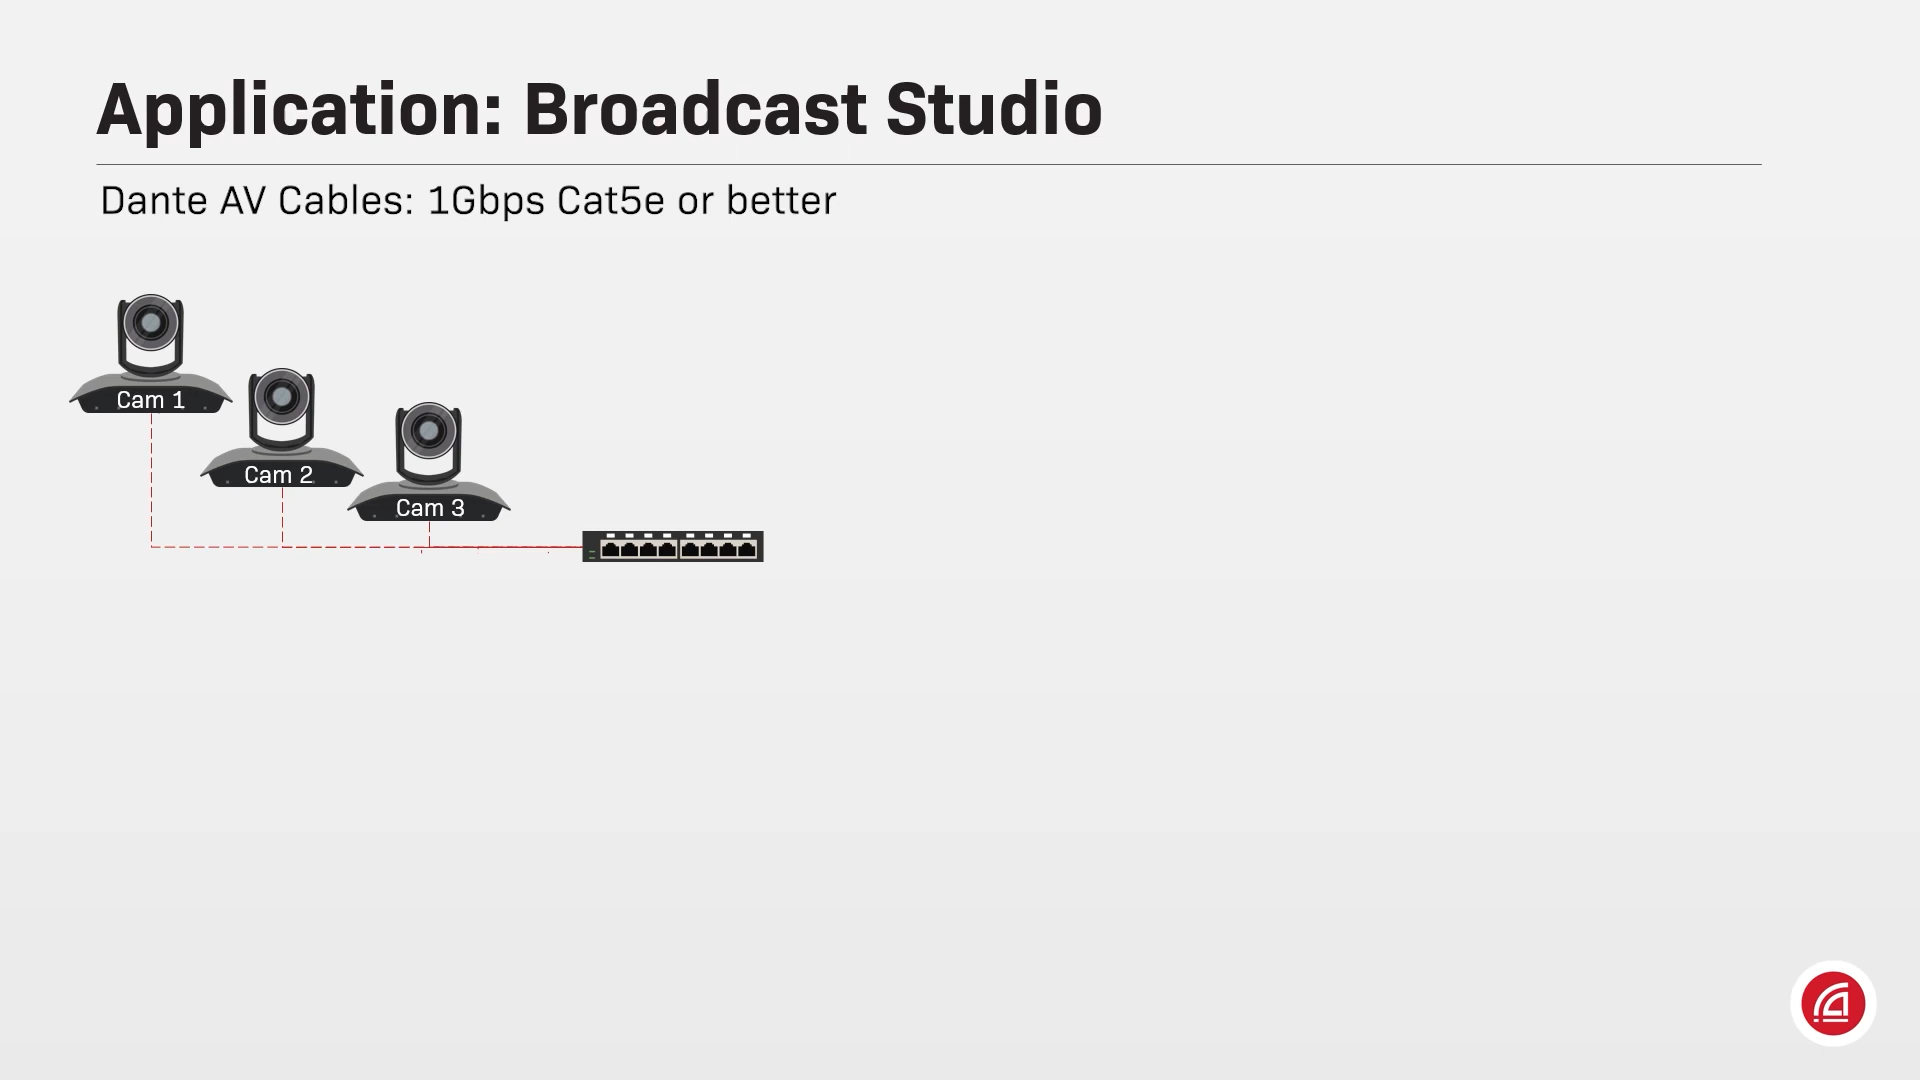 Application: Broadcast Studio
Dante AV Cables: 1Gbps Cat5e or better
Cam 1
Cam 2
Cam 3